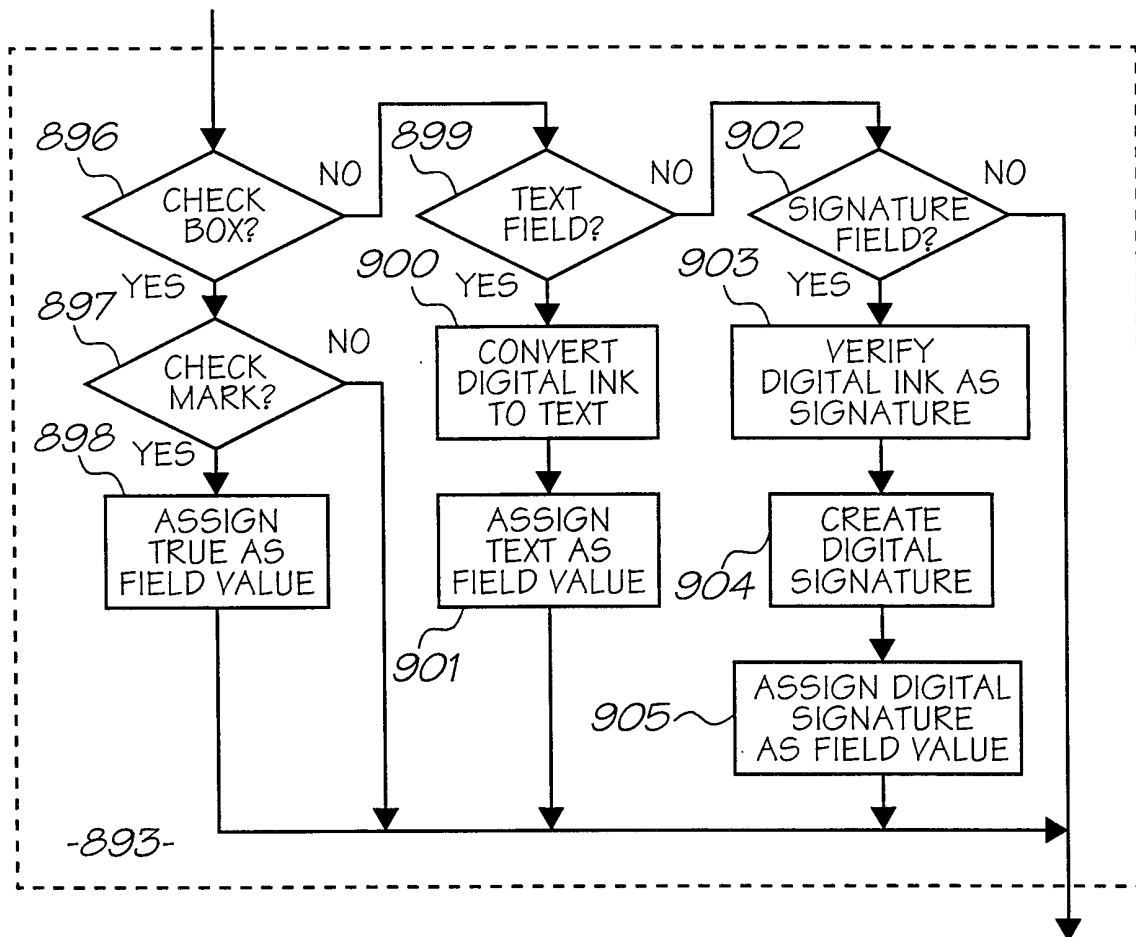 896
CHECK
BOX?
NO
YES
897
CHECK
MARK?
NO
YES
898
ASSIGN
TRUE AS
FIELD VALUE
899
TEXT
FIELD?
NO
YES
900
CONVERT
DIGITAL INK
TO TEXT
ASSIGN
TEXT AS
FIELD VALUE
901
902
SIGNATURE
FIELD?
NO
YES
903
VERIFY
DIGITAL INK AS
SIGNATURE
CREATE
DIGITAL
SIGNATURE
904
905
ASSIGN DIGITAL
SIGNATURE
AS FIELD VALUE
-893-